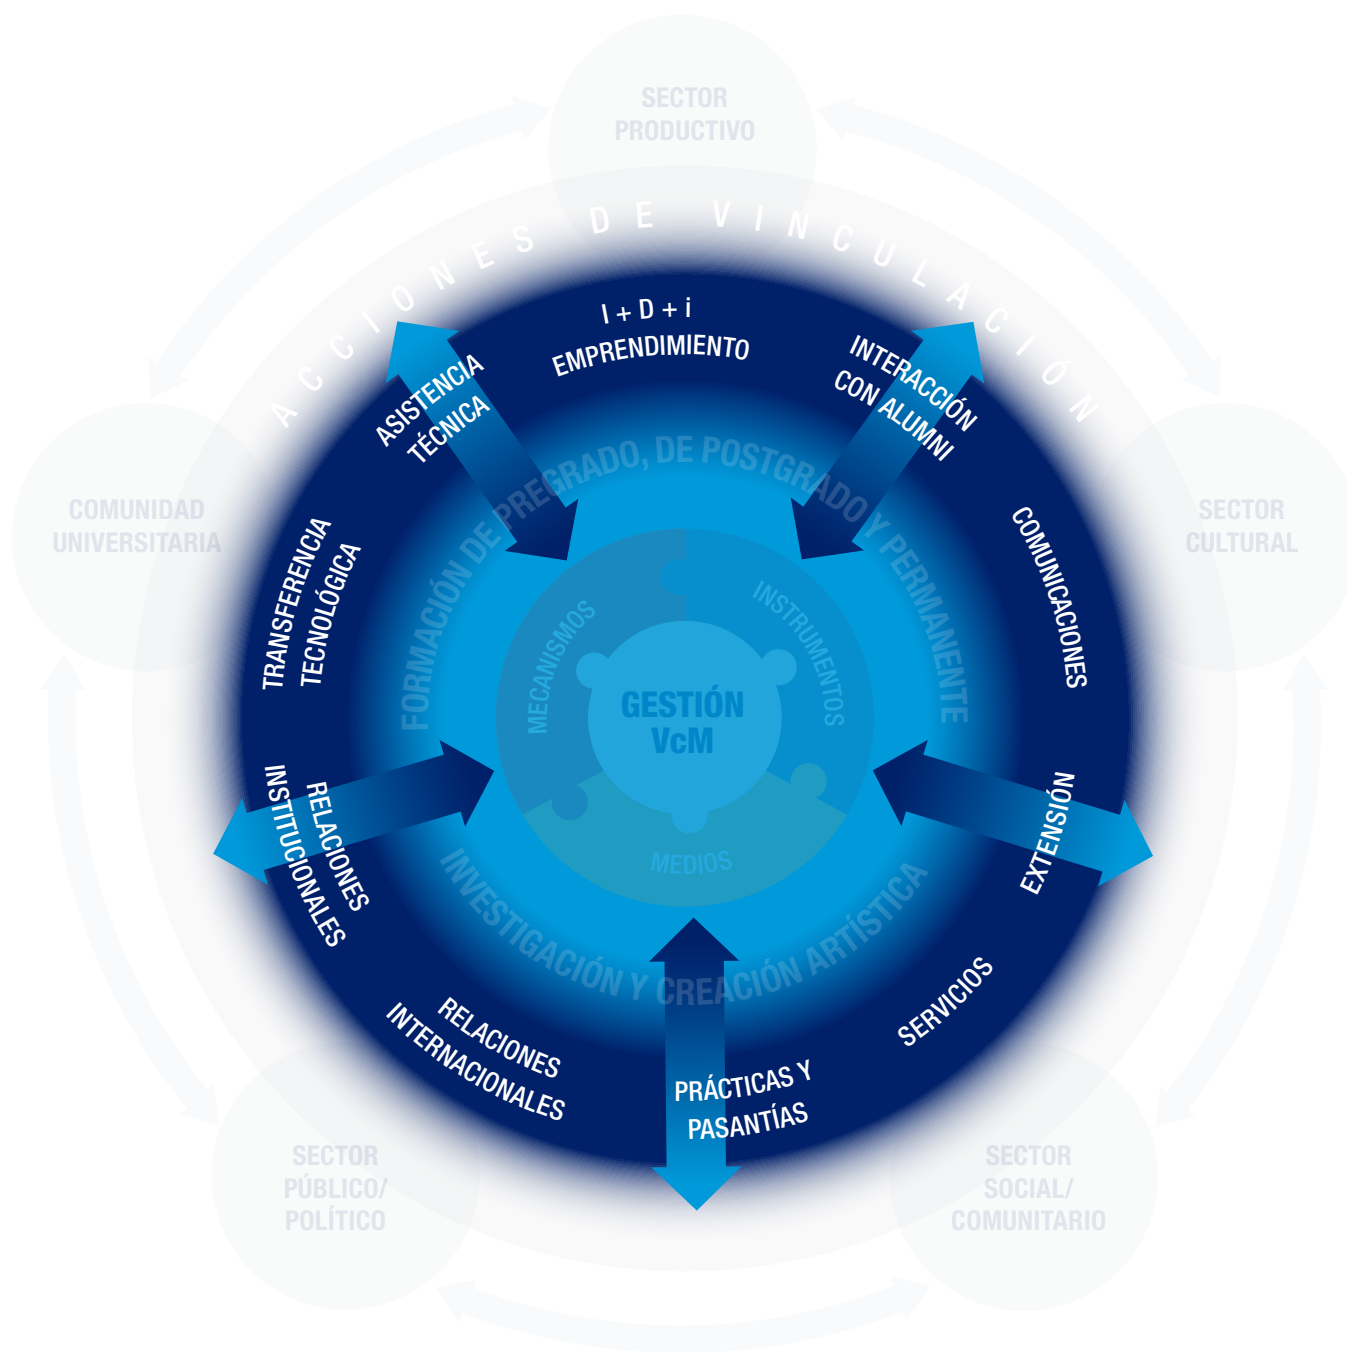 SECTOR
PRODUCTIVO
ACCIONES DE VINCULACIÓN
I + D + i
EMPRENDIMIENTO
INTERACCIÓN
CON ALUMNI
ASISTENCIA
TÉCNICA
FORMACIÓN DE PREGRADO, DE POSTGRADO Y PERMANENTE
COMUNIDAD
UNIVERSITARIA
SECTOR
CULTURAL
TRANSFERENCIA
TECNOLÓGICA
COMUNICACIONES
MECANISMOS
INSTRUMENTOS
GESTIÓN
VcM
MEDIOS
RELACIONES
INSTITUCIONALES
EXTENSIÓN
INVESTIGACIÓN Y CREACIÓN ARTÍSTICA
SERVICIOS
RELACIONES
INTERNACIONALES
PRÁCTICAS Y
PASANTÍAS
SECTOR
PÚBLICO/
POLÍTICO
SECTOR
SOCIAL/
COMUNITARIO